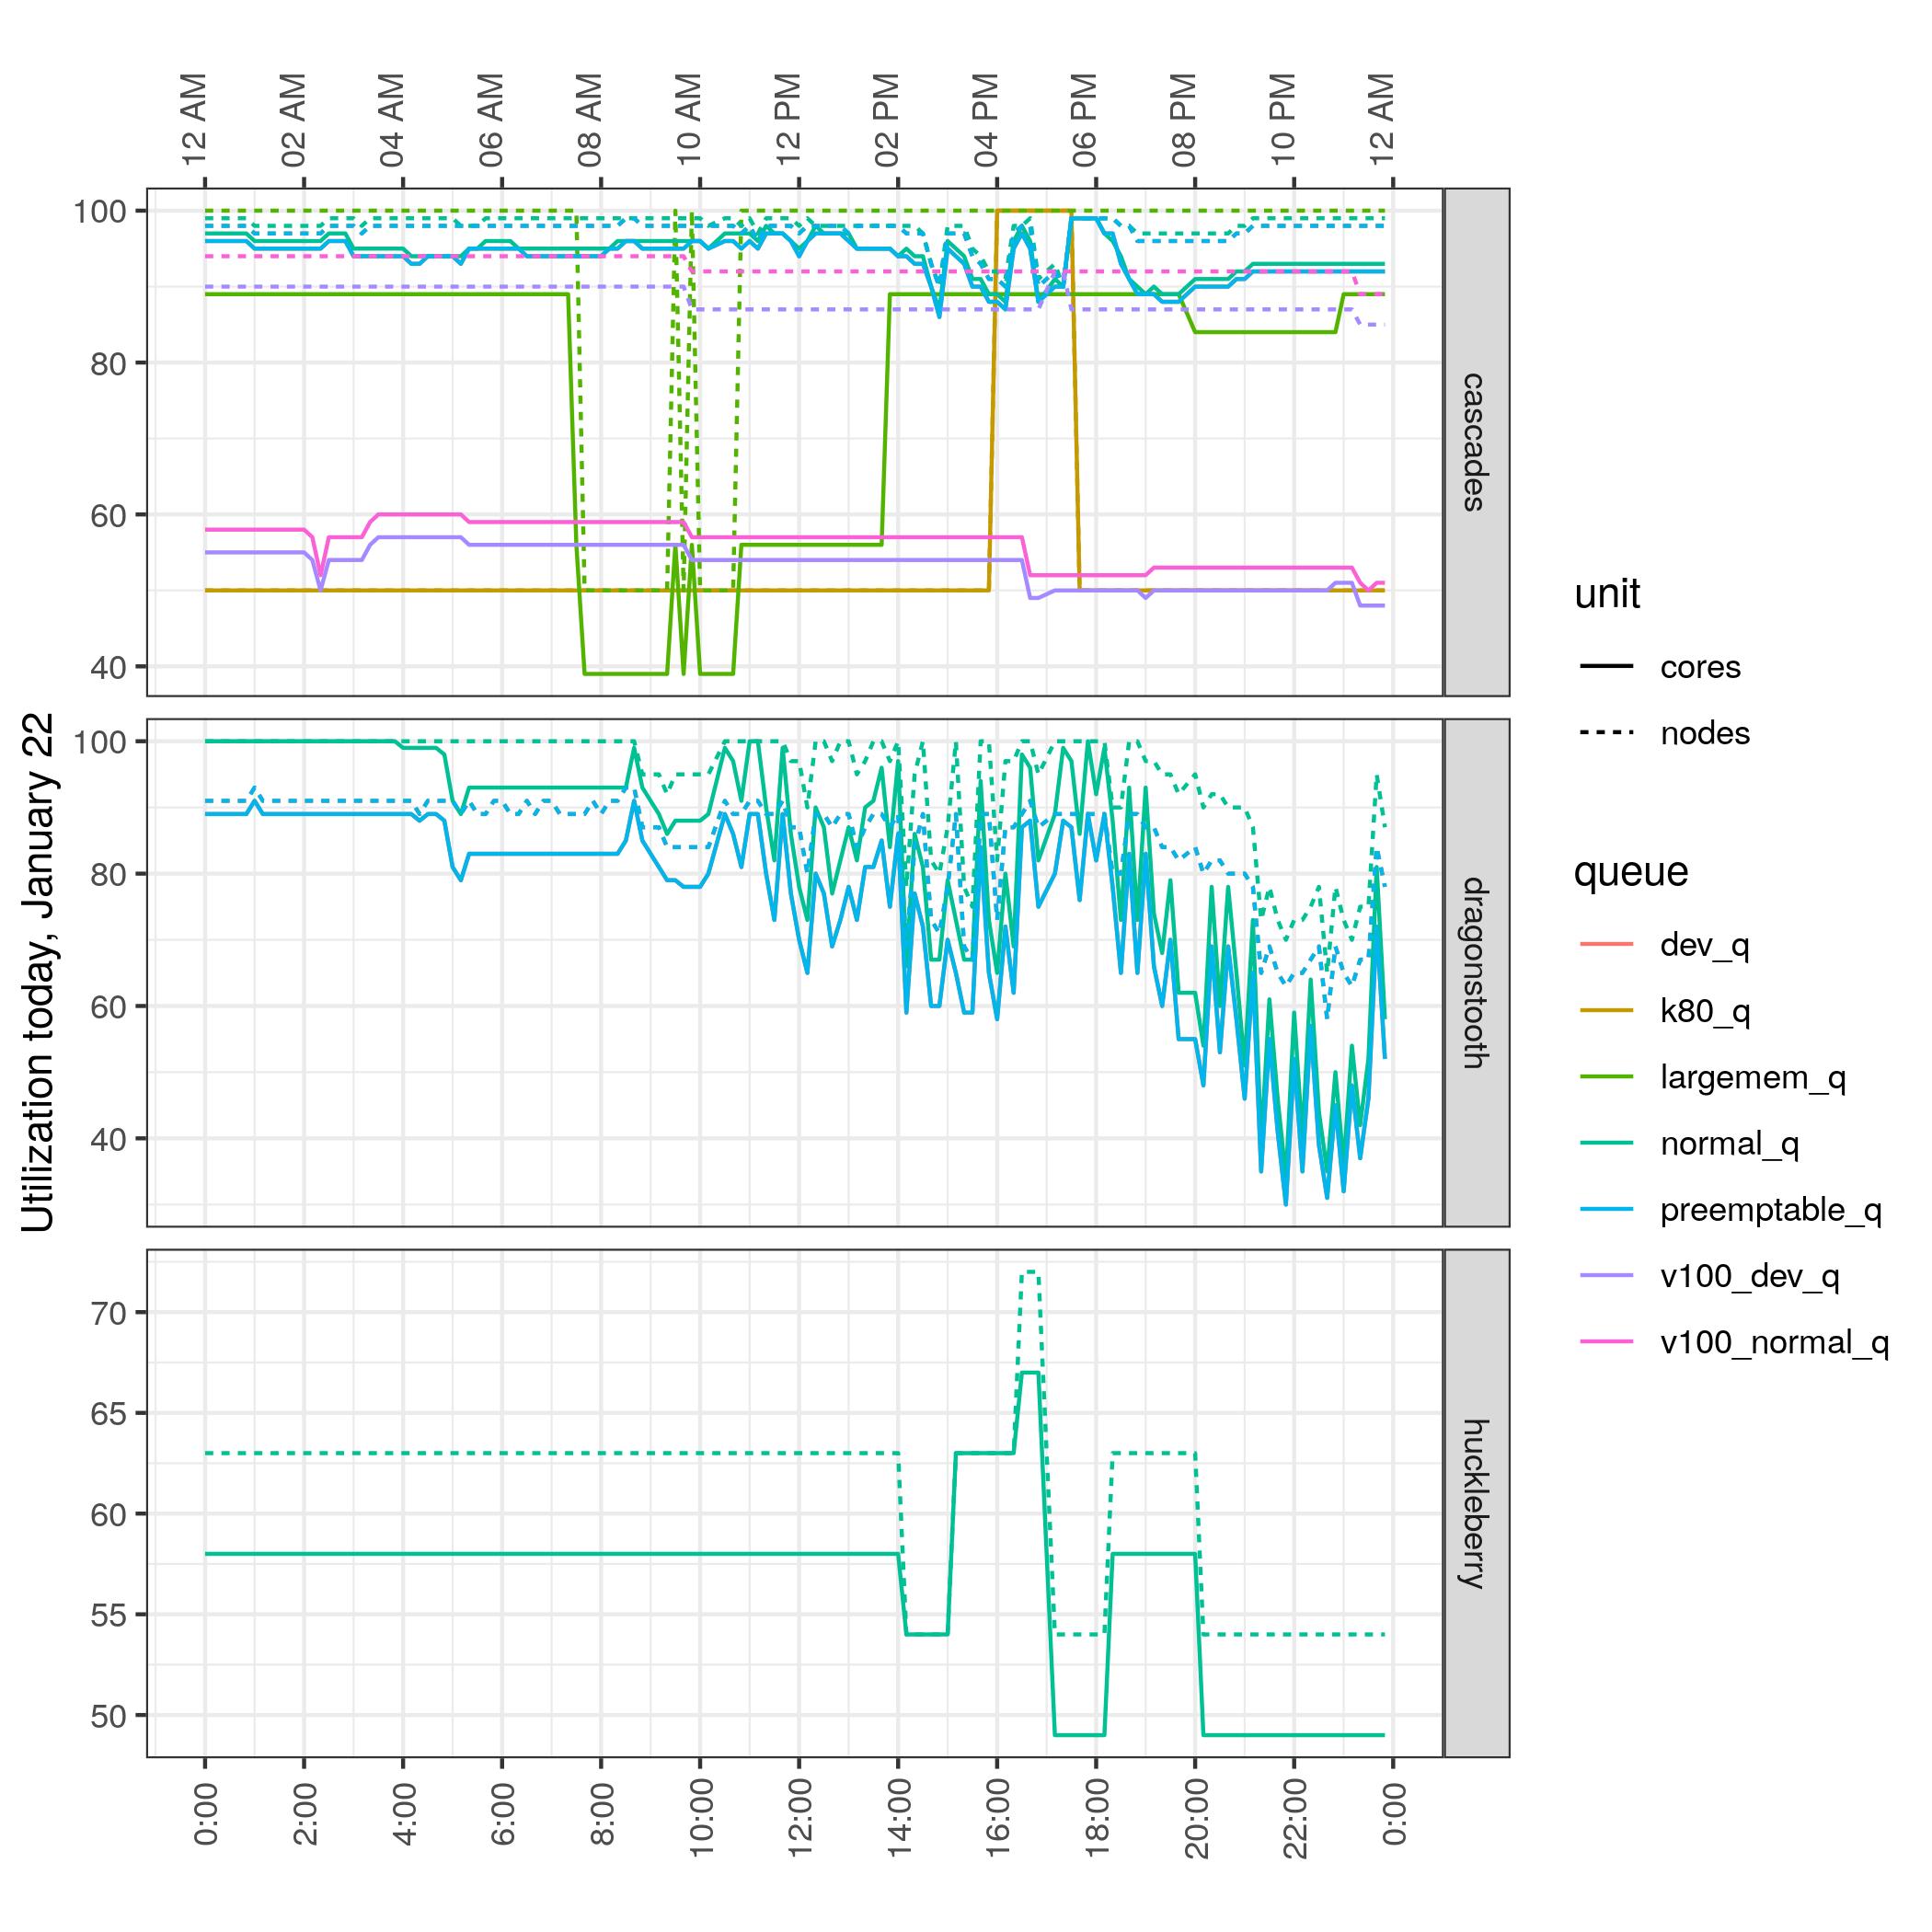 12 AM
02 AM
04 AM
06 AM
08 AM
10 AM
12 PM
02 PM
04 PM
06 PM
08 PM
10 PM
12 AM
Utilization today, January 22
100
80
60
40
cascades
100
80
60
40
dragonstooth
70
65
60
55
50
huckleberry
0:00
2:00
4:00
6:00
8:00
10:00
12:00
14:00
16:00
18:00
20:00
22:00
0:00
unit
cores
nodes
queue
dev_q
k80_q
largemem_q
normal_q
preemptable_q
v100_dev_q
v100_normal_q